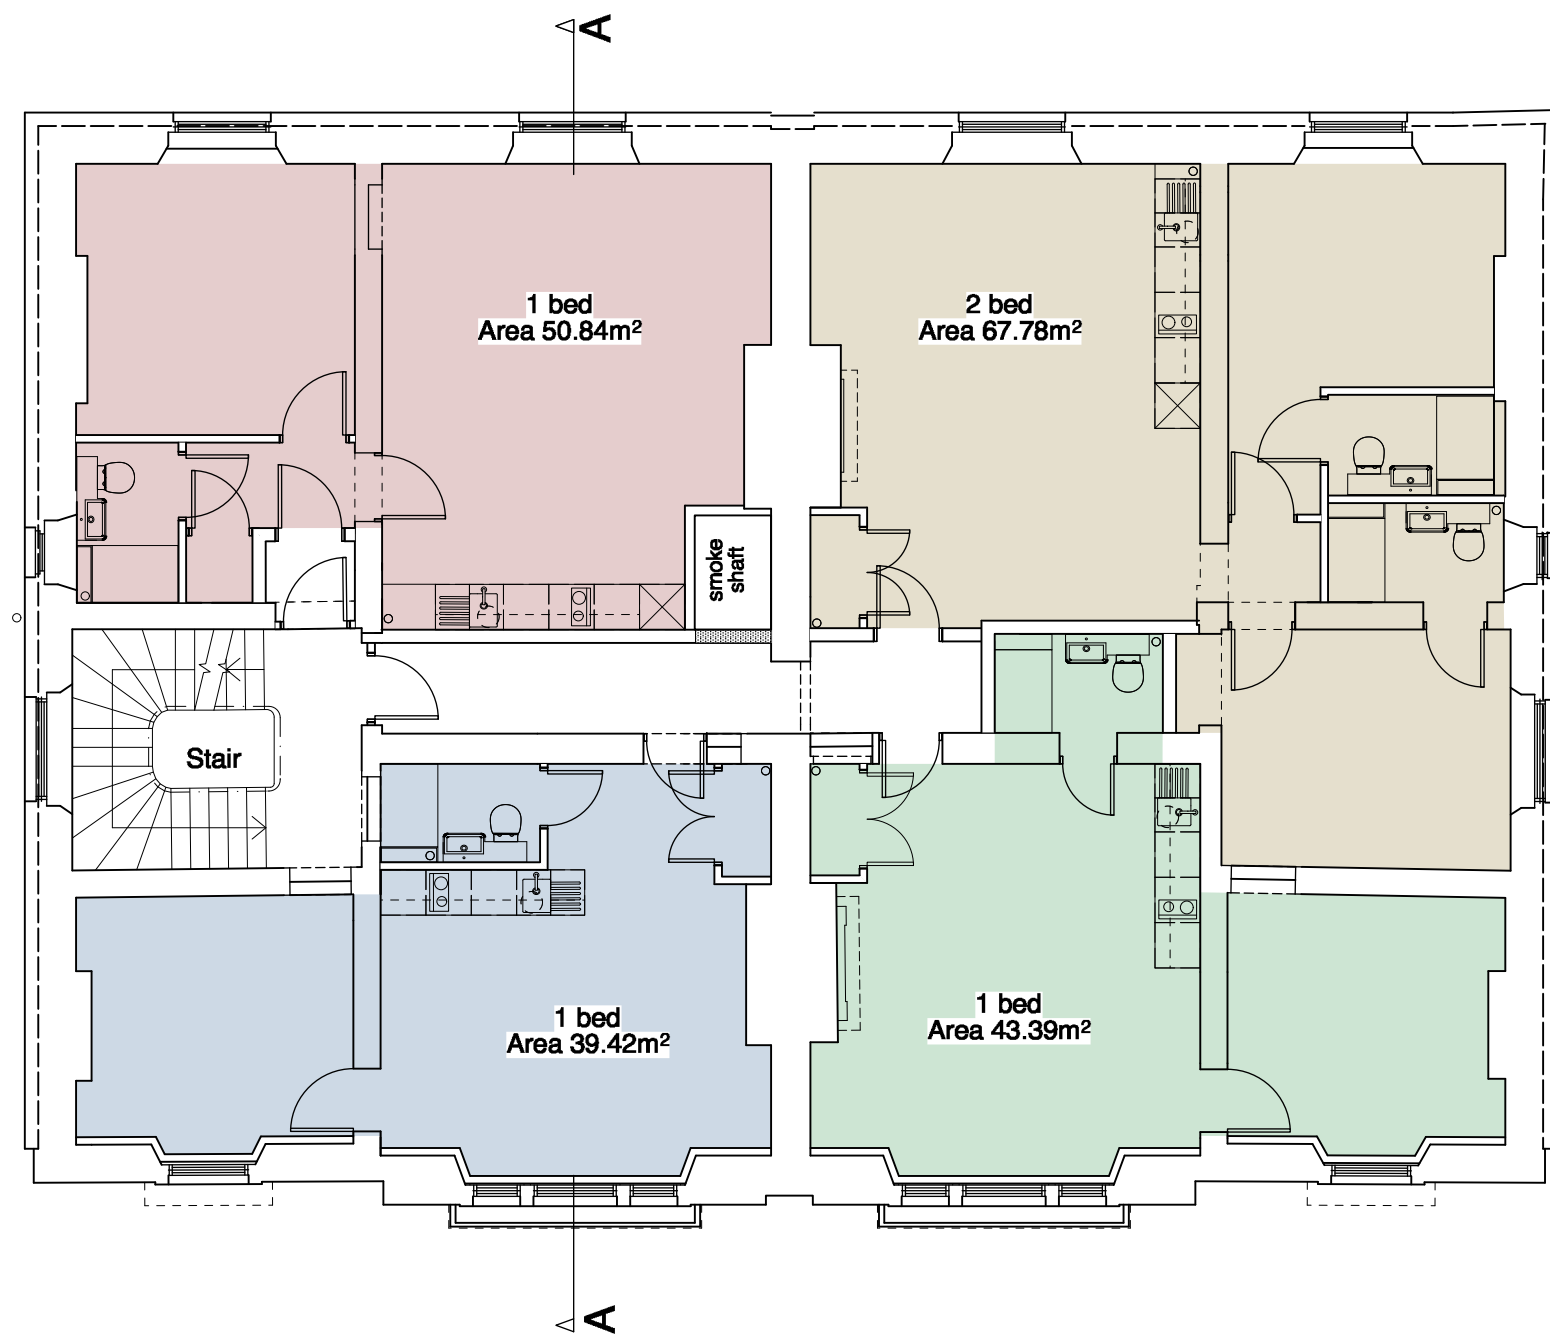 A
1 bed
Area 50.84m²
2 bed
Area 67.78m²
smoke
shaft
Stair
1 bed
Area 39.42m²
1 bed
Area 43.39m²
A